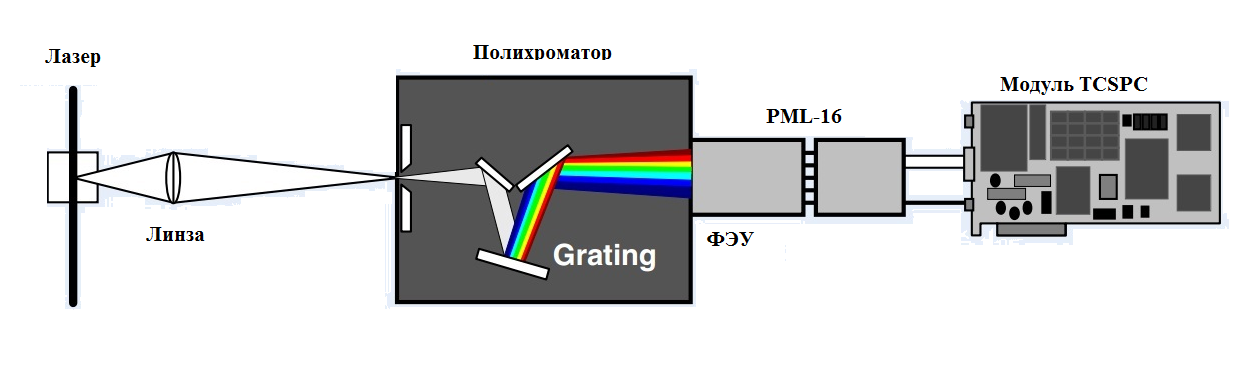 Лазер
Полихроматор
Модуль TCSPC
PML-16
Линза
ФЭУ
Grating